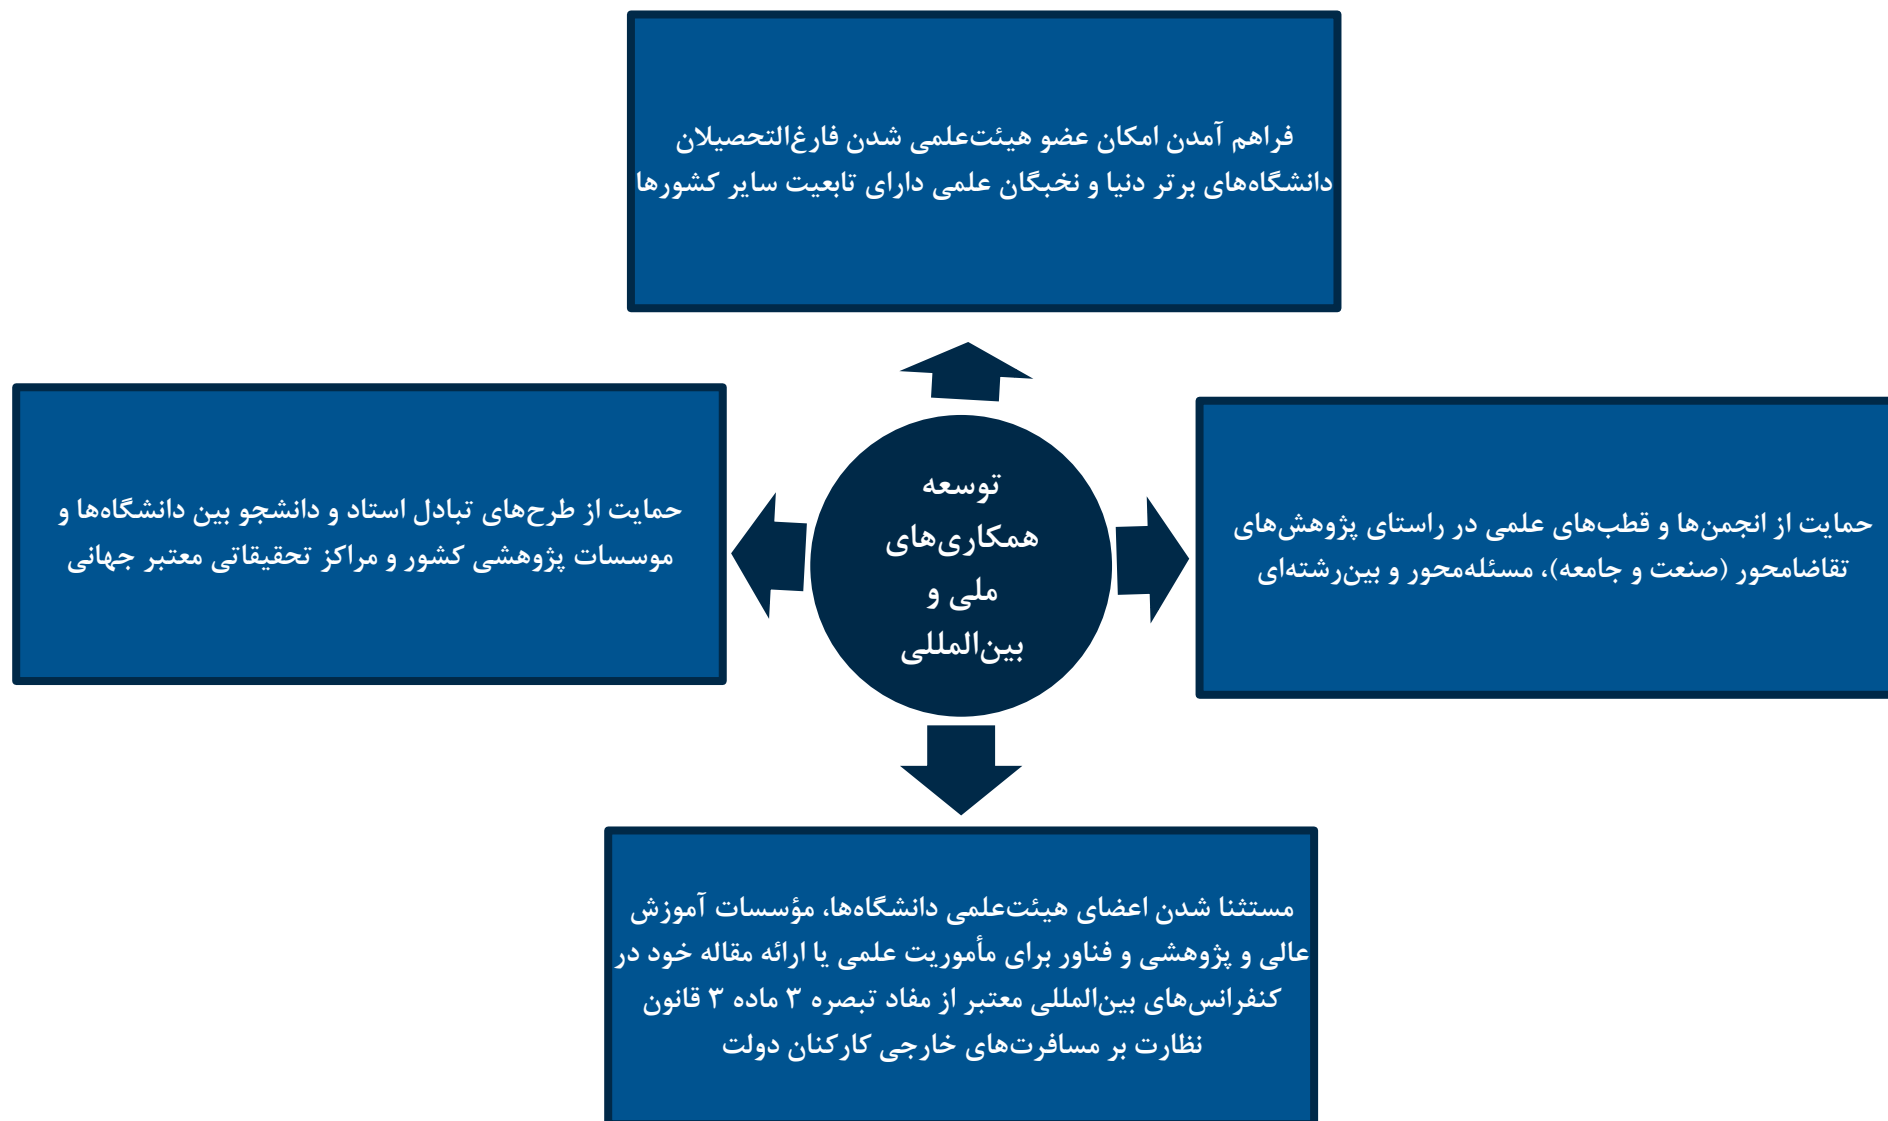 فراهم آمدن امکان عضو هیئت‌علمی شدن فارغ‌التحصیلان
دانشگاه‌های برتر دنیا و نخبگان علمی دارای تابعیت سایر کشورها
حمایت از انجمن‌ها و قطب‌های علمی در راستای پژوهش‌های
تقاضامحور (صنعت و جامعه)، مسئله‌محور و بین‌رشته‌ای
توسعه
همکاری‌های
ملی و
بین‌المللی
حمایت از طرح‌های تبادل استاد و دانشجو بین دانشگاه‌ها و
موسسات پژوهشی کشور و مراکز تحقیقاتی معتبر جهانی
مستثنا شدن اعضای هیئت‌علمی دانشگاه‌ها، مؤسسات آموزش
عالی و پژوهشی و فناور برای مأموریت علمی یا ارائه مقاله خود در
کنفرانس‌های بین‌المللی معتبر از مفاد تبصره ۳ ماده ۳ قانون
نظارت بر مسافرت‌های خارجی کارکنان دولت